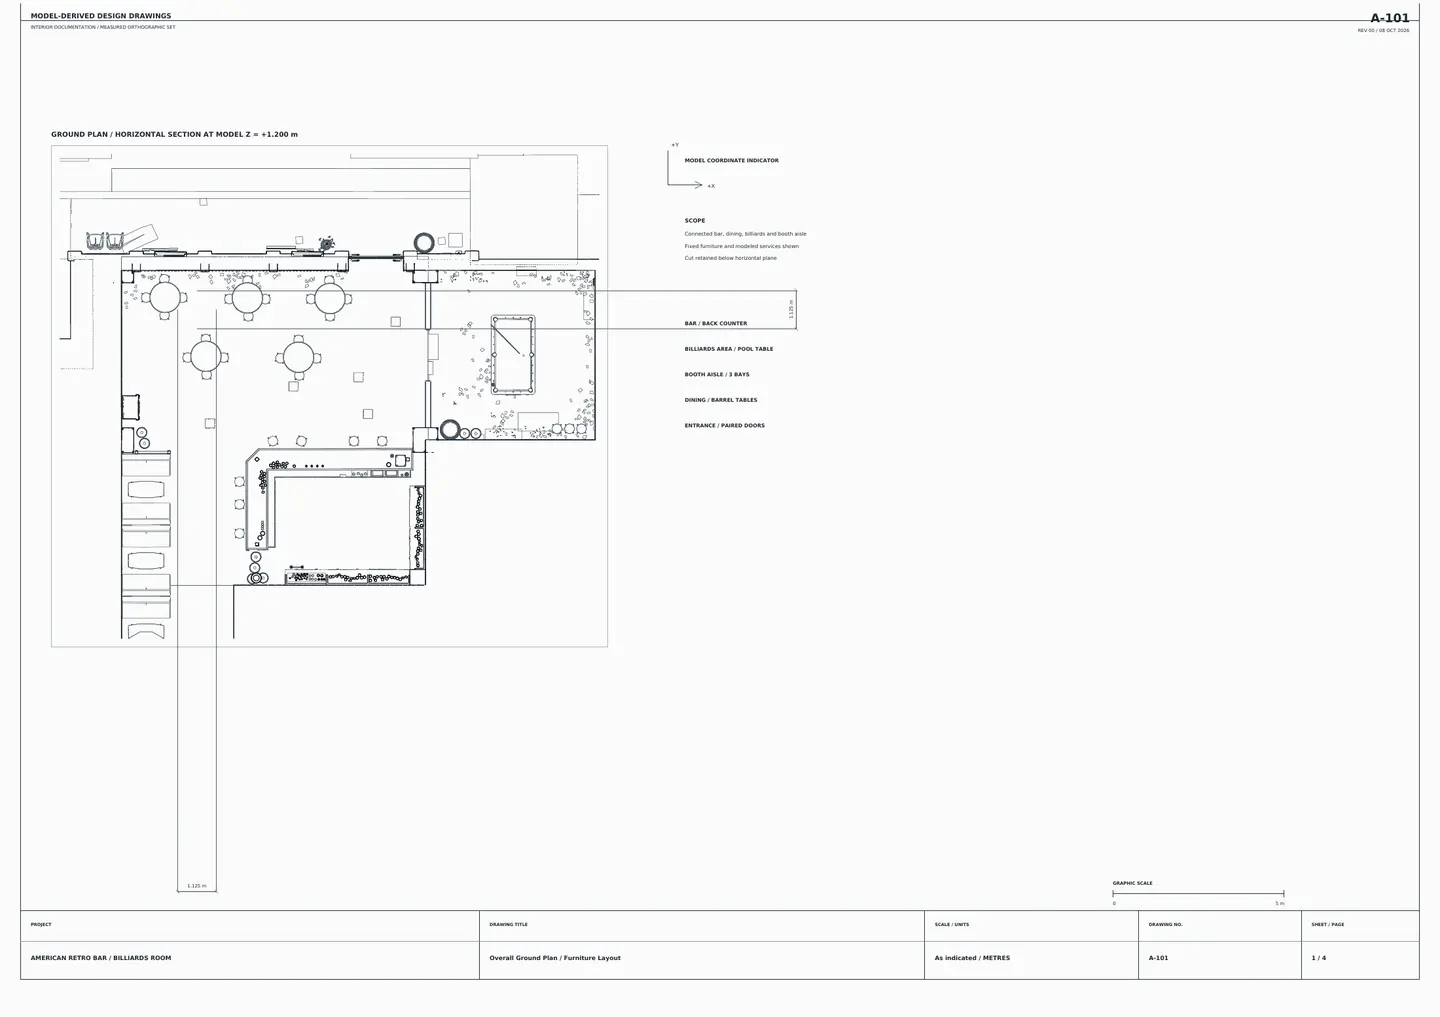 MODEL-DERIVED DESIGN DRAWINGS
INTERIOR DOCUMENTATION / MEASURED ORTHOGRAPHIC SET
A-101
REV 00 / 08 OCT 2026
GROUND PLAN / HORIZONTAL SECTION AT MODEL Z = +1.200 m
+Y
MODEL COORDINATE INDICATOR
+X
SCOPE
Connected bar, dining, billiards and booth aisle
Fixed furniture and modeled services shown
Cut retained below horizontal plane
1.125 m
BAR / BACK COUNTER
BILLIARDS AREA / POOL TABLE
BOOTH AISLE / 3 BAYS
DINING / BARREL TABLES
ENTRANCE / PAIRED DOORS
1.125 m
GRAPHIC SCALE
0
5 m
PROJECT
DRAWING TITLE
SCALE / UNITS
DRAWING NO.
SHEET / PAGE
AMERICAN RETRO BAR / BILLIARDS ROOM
Overall Ground Plan / Furniture Layout
As indicated / METRES
A-101
1 / 4